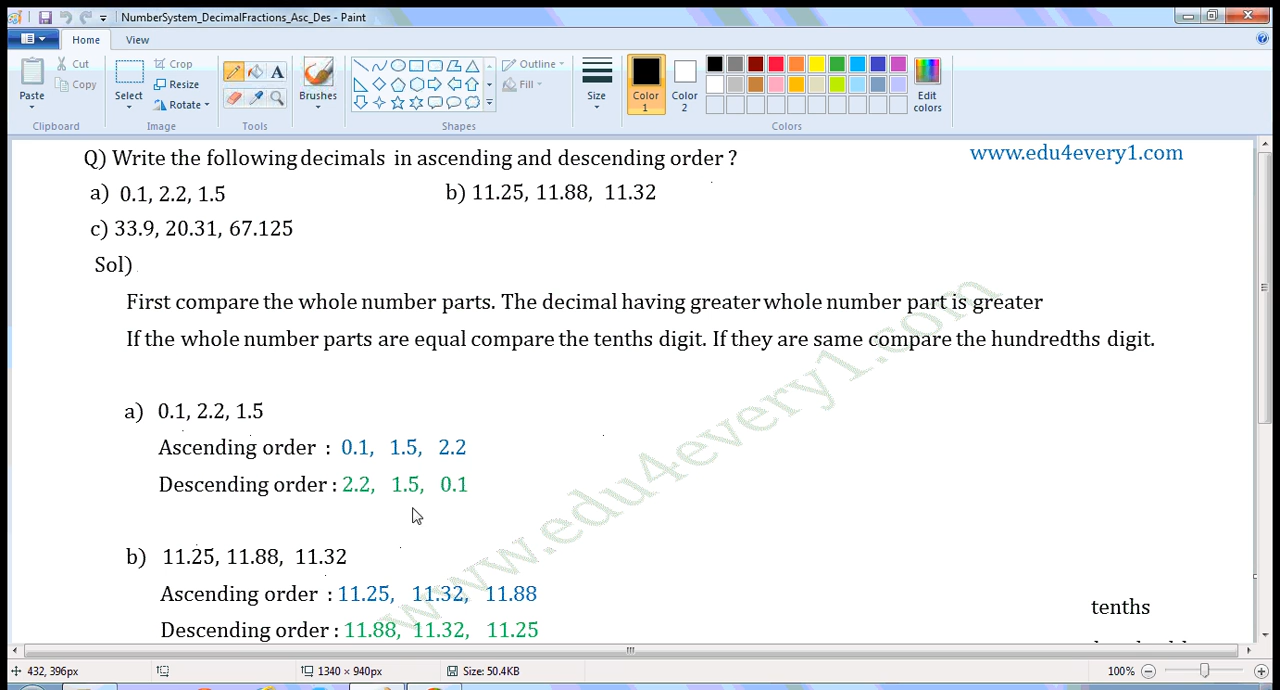 NumberSystem_DecimalFractions_Asc_Des - Paint
Home View
Paste
Cut
Copy
Clipboard
Select
Crop
Resize
Rotate
Image
A
Tools
Brushes
Outline
Fill
Shapes
Size
Color 1
Color 2
Edit colors
Colors
Q) Write the following decimals in ascending and descending order ?
www.edu4every1.com
a) 0.1, 2.2, 1.5
b) 11.25, 11.88, 11.32
c) 33.9, 20.31, 67.125
Sol)
First compare the whole number parts. The decimal having greater whole number part is greater
If the whole number parts are equal compare the tenths digit. If they are same compare the hundredths digit.
www.edu4every1.com
a) 0.1, 2.2, 1.5
Ascending order : 0.1, 1.5, 2.2
Descending order : 2.2, 1.5, 0.1
b) 11.25, 11.88, 11.32
Ascending order : 11.25, 11.32, 11.88
Descending order : 11.88, 11.32, 11.25
tenths
432, 396px
1340 × 940px
Size: 50.4KB
100%